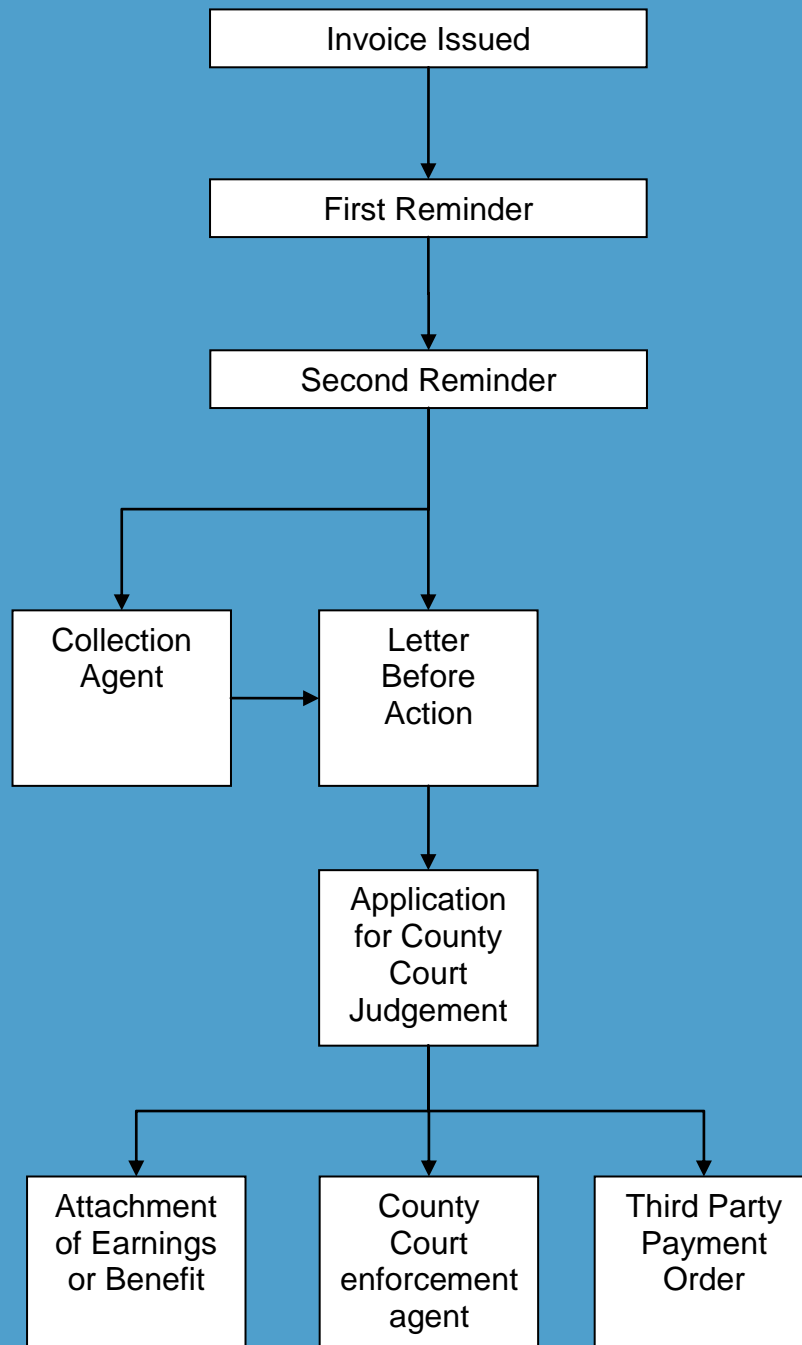 Invoice Issued
First Reminder
Second Reminder
Collection
Agent
Letter
Before
Action
Application
for County
Court
Judgement
Attachment
of Earnings
or Benefit
County
Court
enforcement
agent
Third Party
Payment
Order